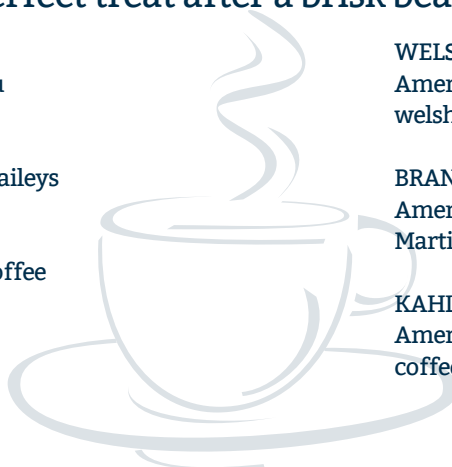 erfect treat after a brisk bea
aileys
offee
WELS
Amer
welsh
BRAN
Amer
Marti
KAHL
Amer
coffee